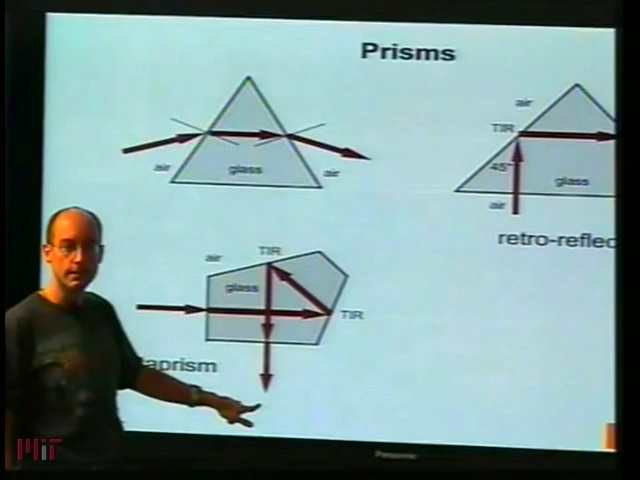 Prisms
air
TIR
45°
glass
air
glass
air
air
retro-reflec
TIR
air
glass
TIR
aprism
MIT
Panasonic